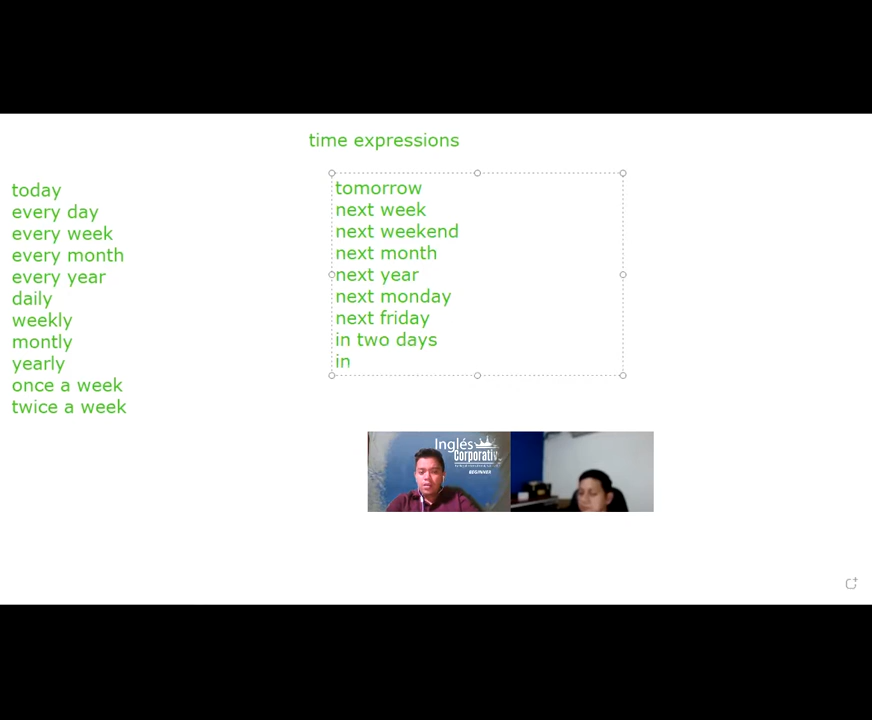 time expressions
today
every day
every week
every month
every year
daily
weekly
montly
yearly
once a week
twice a week
tomorrow
next week
next weekend
next month
next year
next monday
next friday
in two days
in
Inglés
Corporativ
BEGINNER